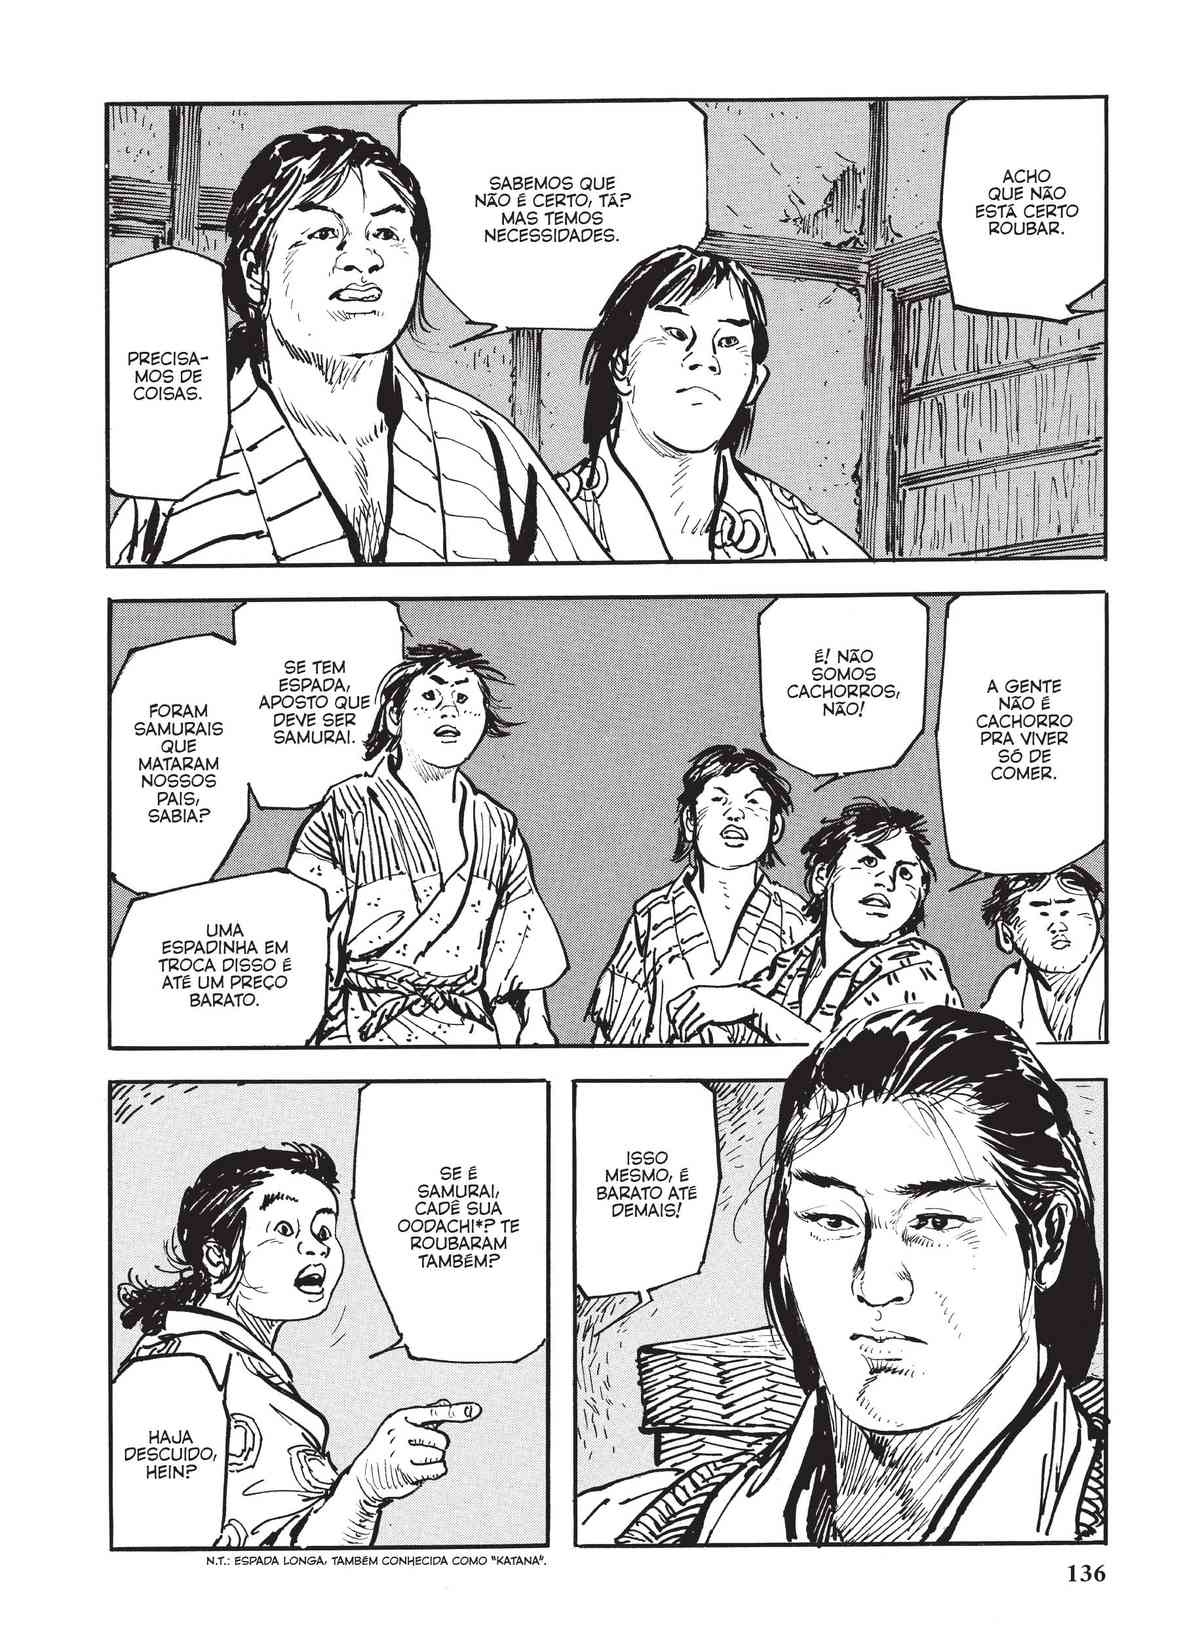 ACHO
QUE NÃO
ESTÁ CERTO
ROUBAR.
SABEMOS QUE
NÃO É CERTO, TÁ?
MAS TEMOS
NECESSIDADES.
PRECISA-
MOS DE
COISAS.
A GENTE
NÃO É
CACHORRO
PRA VIVER
SÓ DE
COMER.
É! NÃO
SOMOS
CACHORROS,
NÃO!
SE TEM
ESPADA,
APOSTO QUE
DEVE SER
SAMURAI.
FORAM
SAMURAIS
QUE
MATARAM
NOSSOS
PAIS,
SABIA?
UMA
ESPADINHA EM
TROCA DISSO É
ATÉ UM PREÇO
BARATO.
ISSO
MESMO, É
BARATO ATÉ
DEMAIS!
SE É
SAMURAI,
CADÊ SUA
OODACHI*? TE
ROUBARAM
TAMBÉM?
HAJA
DESCUIDO,
HEIN?
N.T.: ESPADA LONGA, TAMBÉM CONHECIDA COMO "KATANA".
136